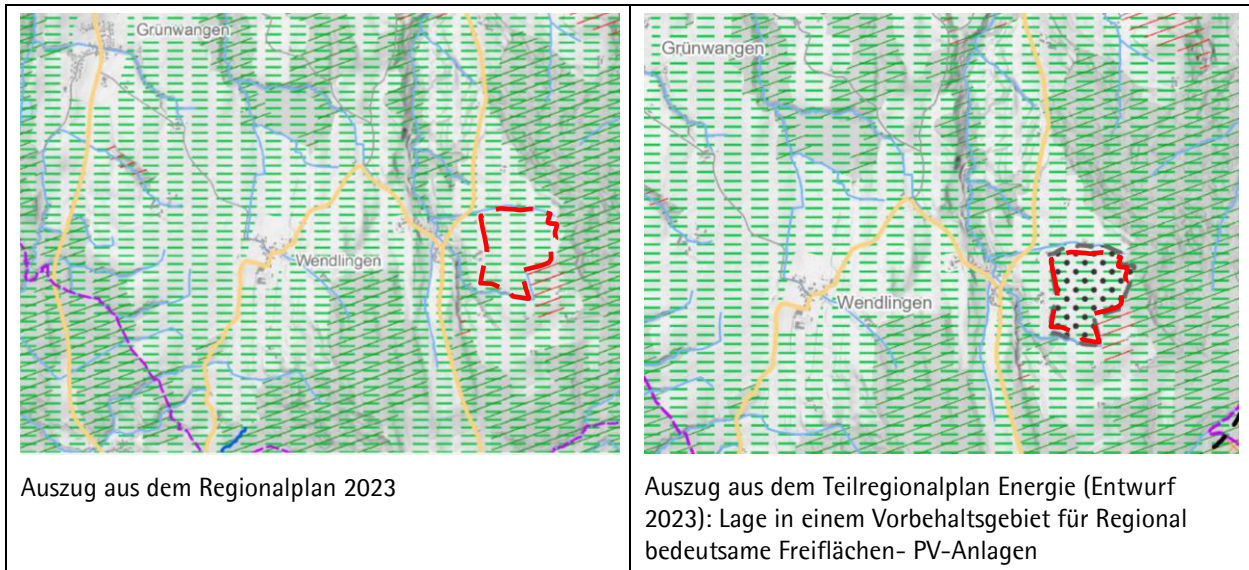 Grünwangen
Wendlingen
Auszug aus dem Regionalplan 2023
Grünwangen
Wendlingen
Auszug aus dem Teilregionalplan Energie (Entwurf
2023): Lage in einem Vorbehaltsgebiet für Regional
bedeutsame Freiflächen- PV-Anlagen